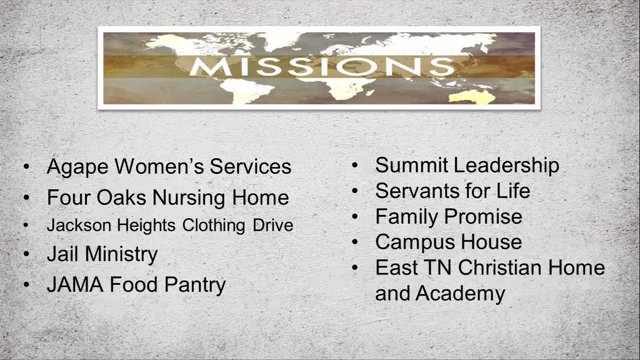 MISSIONS
• Agape Women's Services
• Four Oaks Nursing Home
• Jackson Heights Clothing Drive
• Jail Ministry
• JAMA Food Pantry
• Summit Leadership
• Servants for Life
• Family Promise
• Campus House
• East TN Christian Home
and Academy